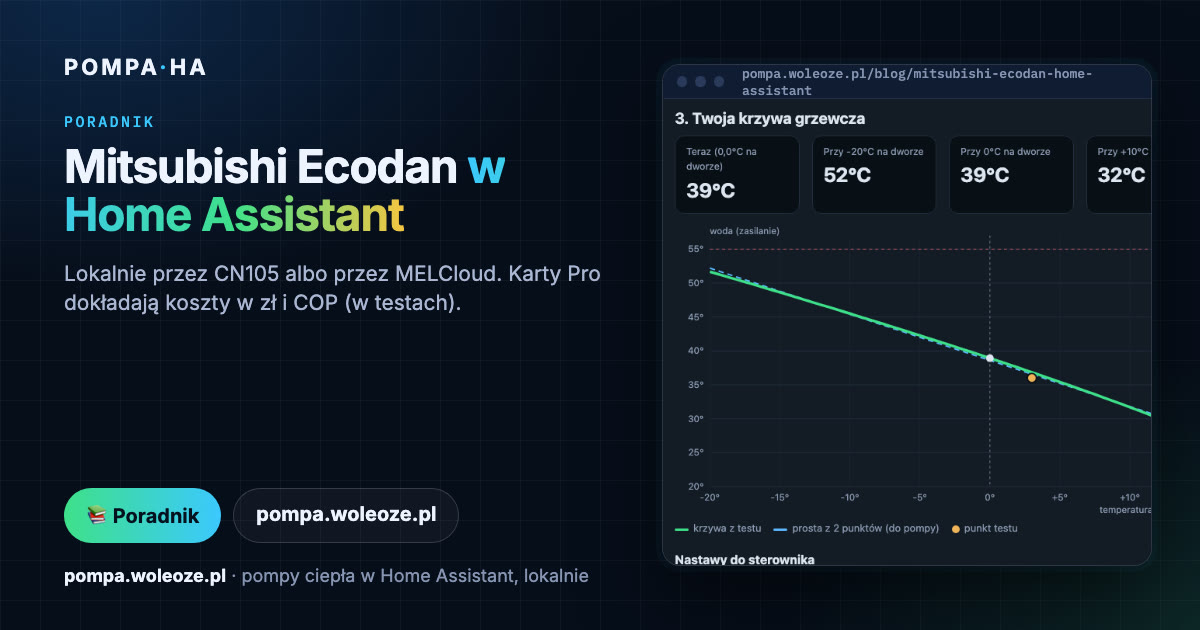 POMPA·HA
PORADNIK
Mitsubishi Ecodan w
Home Assistant
Lokalnie przez CN105 albo przez MELCloud. Karty Pro
dokładają koszty w zł i COP (w testach).
📚 Poradnik
pompa.woleoze.pl
pompa.woleoze.pl · pompy ciepła w Home Assistant, lokalnie
pompa.woleoze.pl/blog/mitsubishi-ecodan-home-
assistant
3. Twoja krzywa grzewcza
Teraz (0,0°C na
dworze)
39°C
Przy -20°C na dworze
52°C
Przy 0°C na dworze
39°C
Przy +10°C
32°C
woda (zasilanie)
55°
50°
45°
40°
35°
30°
25°
20°
-20° -15° -10° -5° 0° +5° +10°
temperatura
krzywa z testu prosta z 2 punktów (do pompy) punkt testu
Nastawy do sterownika